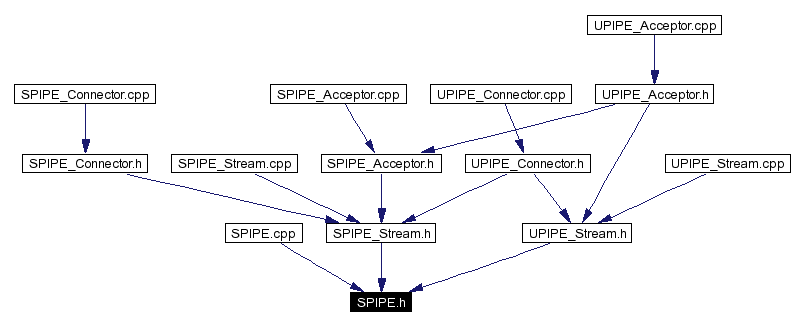 UPIPE_Acceptor.cpp
SPIPE_Connector.cpp
SPIPE_Acceptor.cpp
UPIPE_Connector.cpp
UPIPE_Acceptor.h
SPIPE_Connector.h
SPIPE_Stream.cpp
SPIPE_Acceptor.h
UPIPE_Connector.h
UPIPE_Stream.cpp
SPIPE.cpp
SPIPE_Stream.h
UPIPE_Stream.h
SPIPE.h